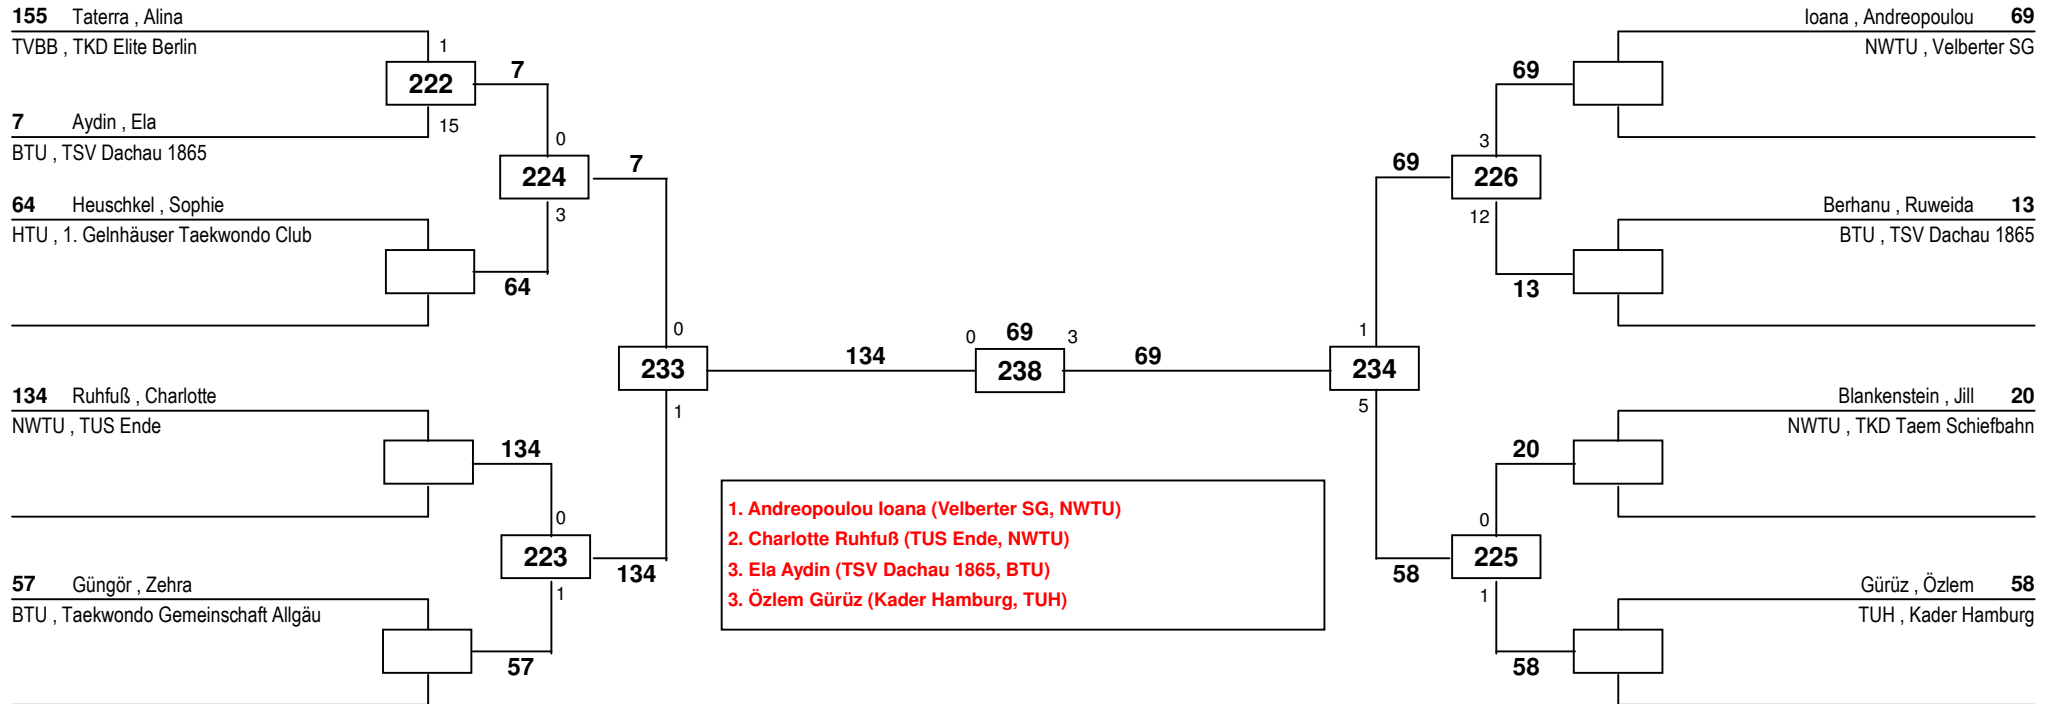 155 Taterra , Alina
TVBB , TKD Elite Berlin
1
222
7
7 Aydin , Ela
15
BTU , TSV Dachau 1865
0
224
7
64 Heuschkel , Sophie
3
HTU , 1. Gelnhäuser Taekwondo Club
64
0
233
134
1
134 Ruhfuß , Charlotte
NWTU , TUS Ende
134
0
223
134
1
57 Güngör , Zehra
BTU , Taekwondo Gemeinschaft Allgäu
57
0 69 3
238
69
1. Andreopoulou Ioana (Velberter SG, NWTU)
2. Charlotte Ruhfuß (TUS Ende, NWTU)
3. Ela Aydin (TSV Dachau 1865, BTU)
3. Özlem Gürüz (Kader Hamburg, TUH)
Ioana , Andreopoulou 69
NWTU , Velberter SG
69
3
69
226
12
Berhanu , Ruweida 13
BTU , TSV Dachau 1865
13
1
234
5
Blankenstein , Jill 20
NWTU , TKD Taem Schiefbahn
20
0
225
58
1
Gürüz , Özlem 58
TUH , Kader Hamburg
58